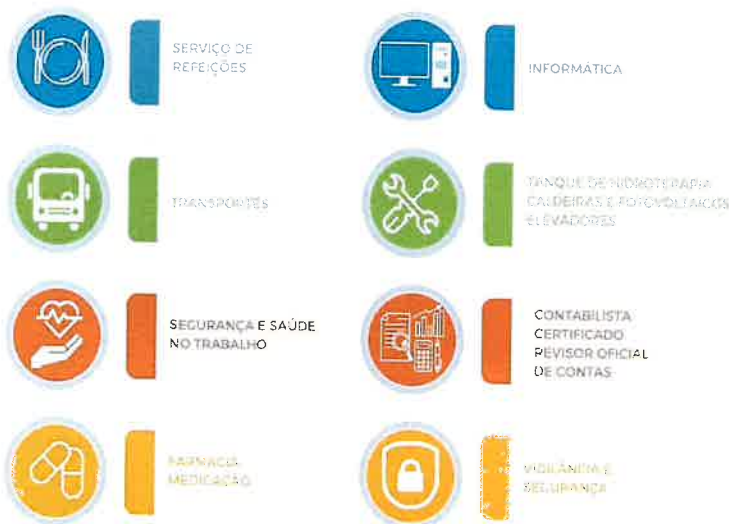 SERVIÇO DE
REFEIÇÕES
INFORMÁTICA
TRANSPORTES
TANQUE DE HIDROTERAPIA
CALDEIRAS E FOTOVOLTAICOS
ELEVADORES
SEGURANÇA E SAÚDE
NO TRABALHO
CONTABILISTA
CERTIFICADO
REVISOR OFICIAL
DE CONTAS
FARMÁCIA
MEDICAÇÃO
VIGILÂNCIA E
SEGURANÇA